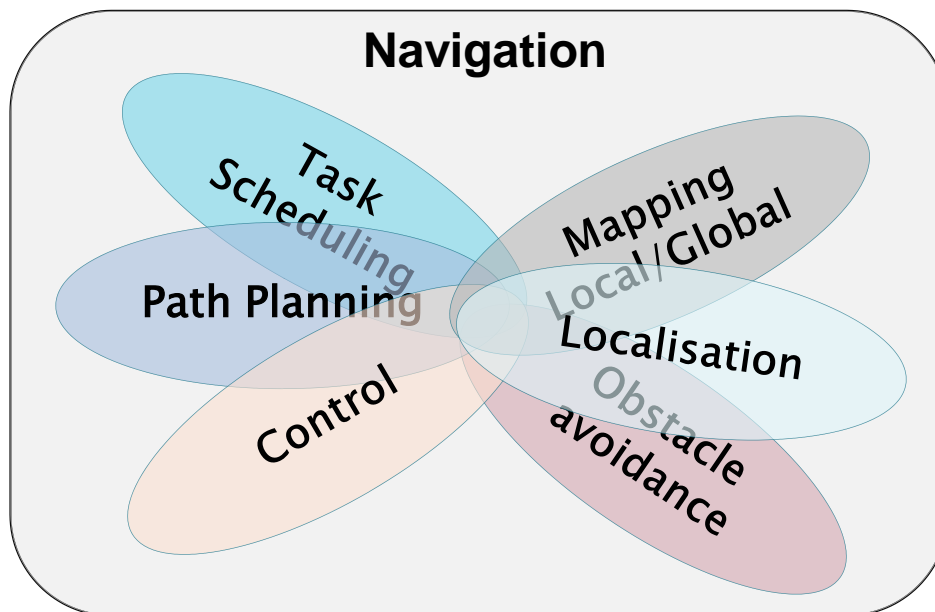 Navigation
Task
Scheduling
Mapping
Local/Global
Path Planning
Localisation
Control
Obstacle
avoidance